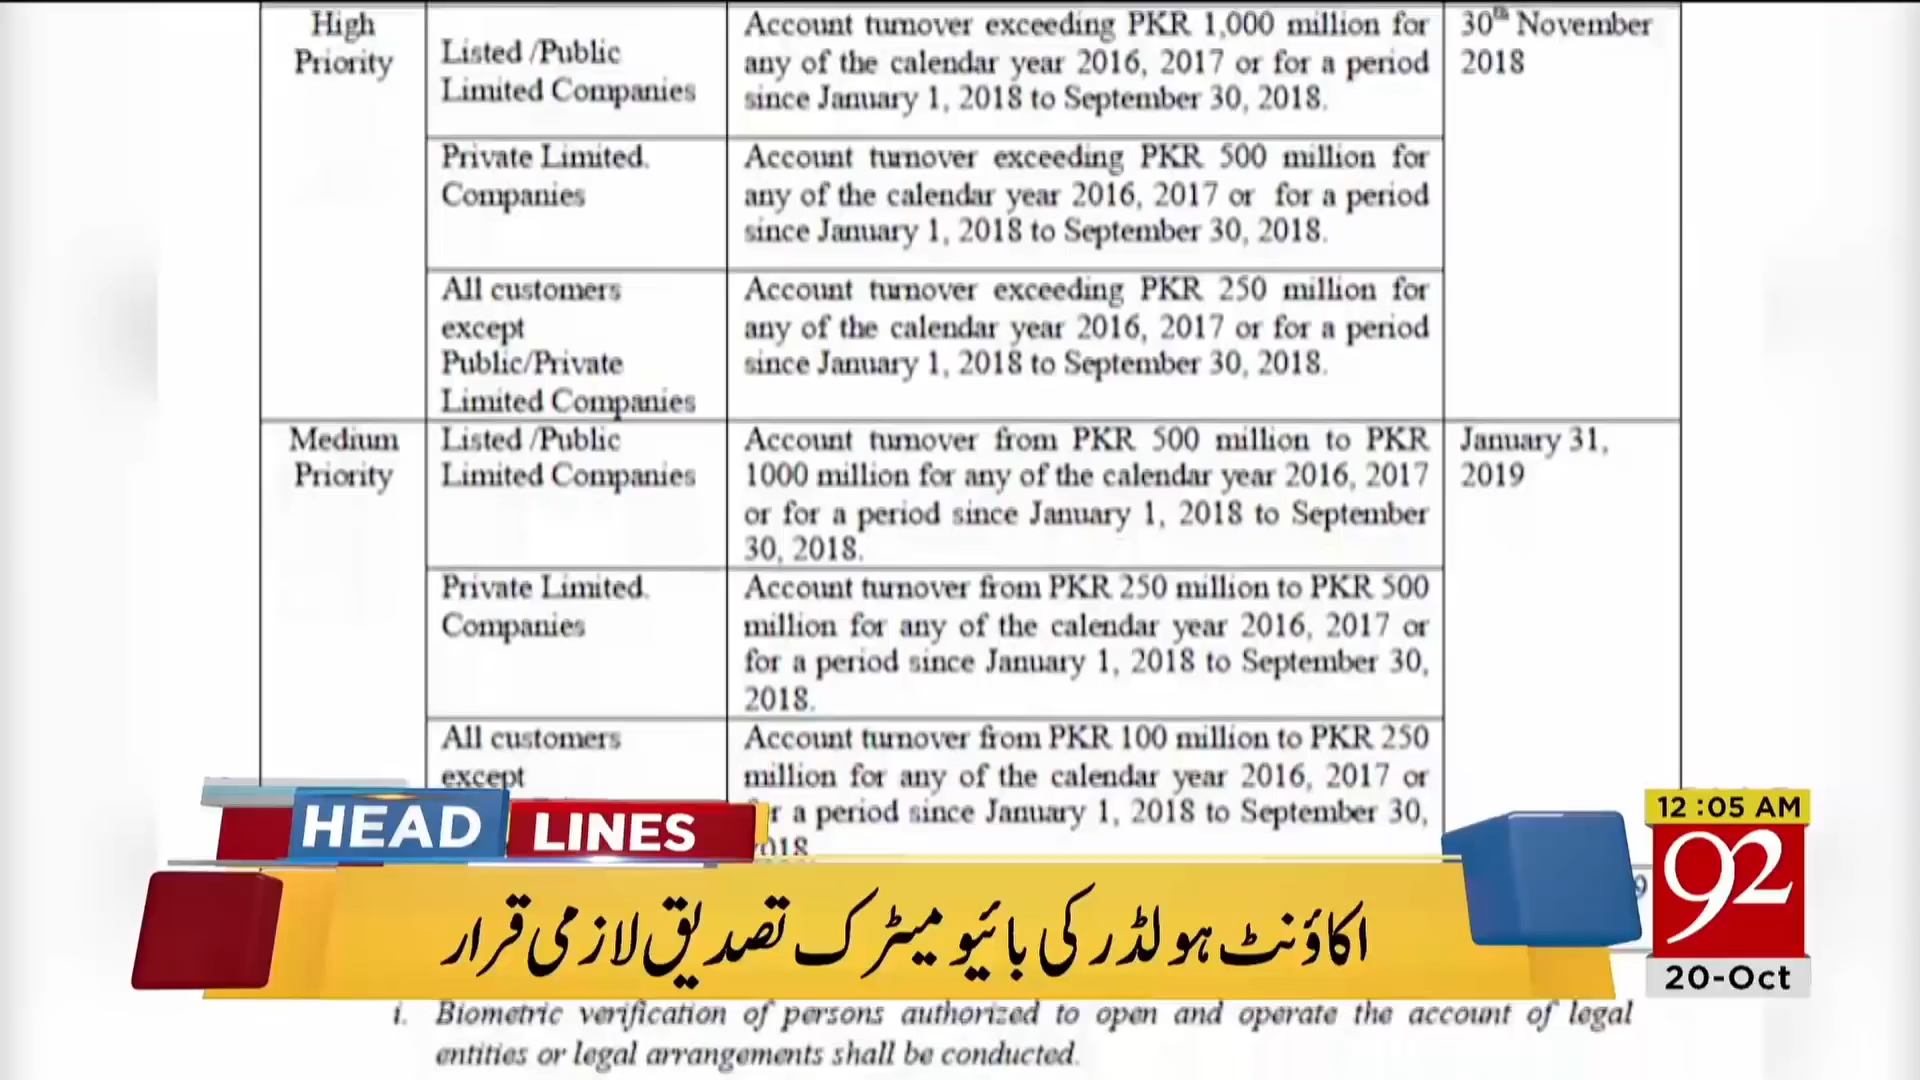 High
Priority
Listed /Public
Limited Companies
Account turnover exceeding PKR 1,000 million for
any of the calendar year 2016, 2017 or for a period
since January 1, 2018 to September 30, 2018.
30th November
2018
Private Limited.
Companies
Account turnover exceeding PKR 500 million for
any of the calendar year 2016, 2017 or for a period
since January 1, 2018 to September 30, 2018.
All customers
except
Public/Private
Limited Companies
Account turnover exceeding PKR 250 million for
any of the calendar year 2016, 2017 or for a period
since January 1, 2018 to September 30, 2018.
Medium
Priority
Listed /Public
Limited Companies
Account turnover from PKR 500 million to PKR
1000 million for any of the calendar year 2016, 2017
or for a period since January 1, 2018 to September
30, 2018.
January 31,
2019
Private Limited.
Companies
Account turnover from PKR 250 million to PKR 500
million for any of the calendar year 2016, 2017 or
for a period since January 1, 2018 to September 30,
2018.
All customers
except
Account turnover from PKR 100 million to PKR 250
million for any of the calendar year 2016, 2017 or
r a period since January 1, 2018 to September 30,
018
HEAD LINES
12:05 AM
92
20-Oct
اکاؤنٹ ہولڈر کی بائیو میٹرک تصدیق لازمی قرار
i. Biometric verification of persons authorized to open and operate the account of legal
entities or legal arrangements shall be conducted.